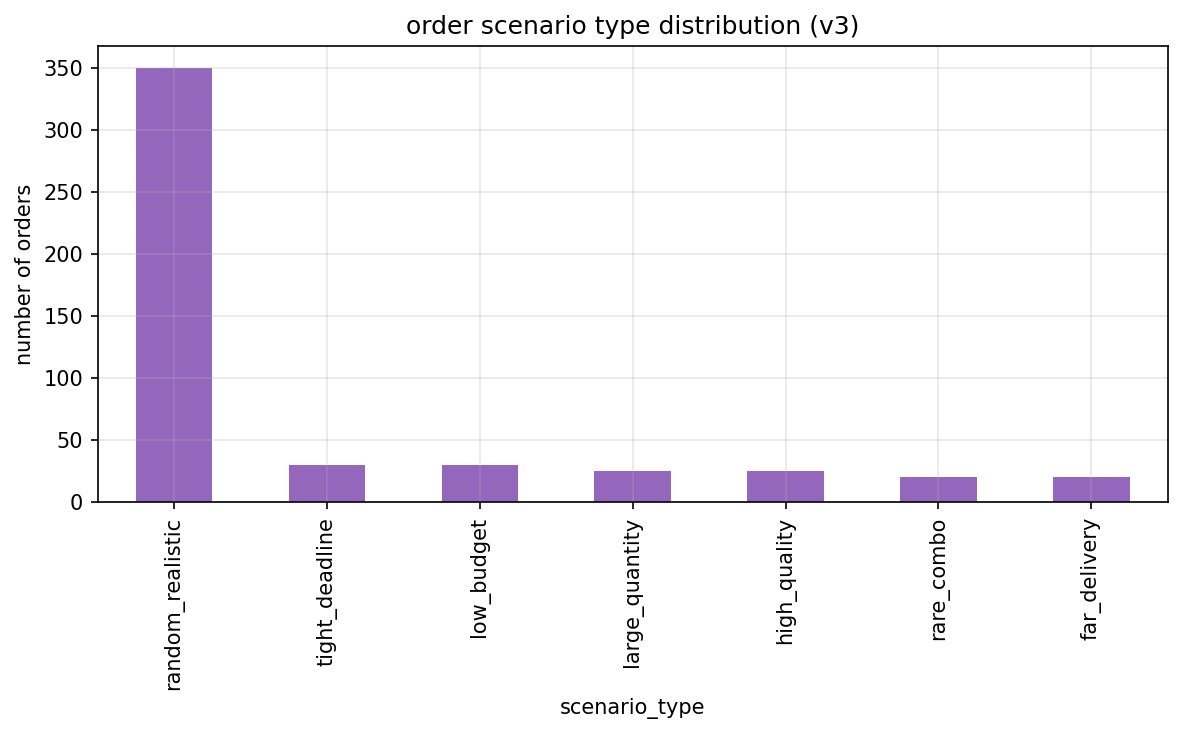 order scenario type distribution (v3)
number of orders
350
300
250
200
150
100
50
0
random_realistic
tight_deadline
low_budget
large_quantity
high_quality
rare_combo
far_delivery
scenario_type